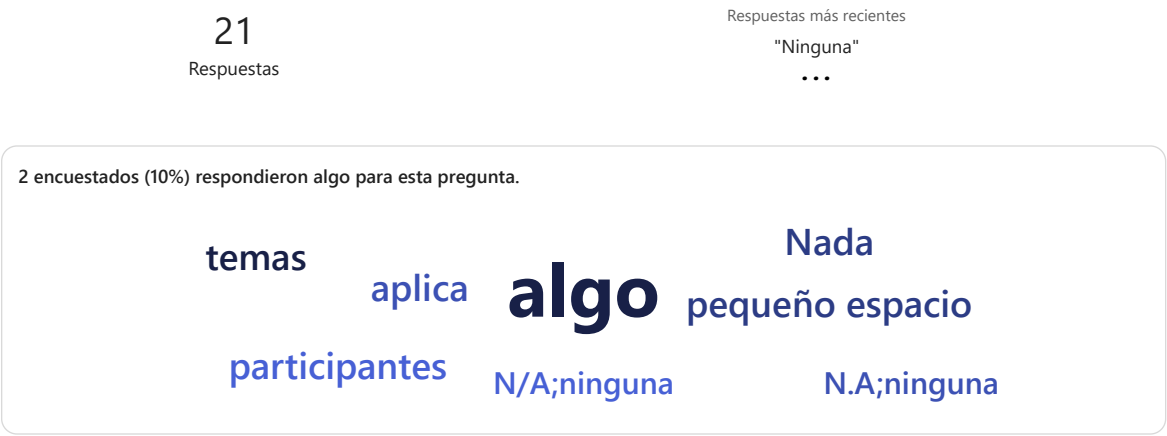 21
Respuestas
Respuestas más recientes
"Ninguna"
...
2 encuestados (10%) respondieron algo para esta pregunta.
temas
aplica
algo
Nada
pequeño espacio
participantes
N/A;ninguna
N.A;ninguna